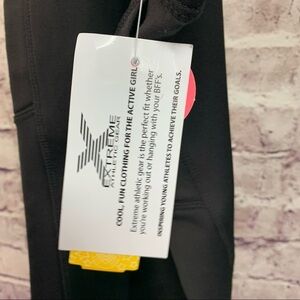 EXTREME
ATHLETIC GEAR
COOL, FUN CLOTHING FOR THE ACTIVE GIRL®
Extreme athletic gear is the perfect fit whether
you're working out or hanging with your BFF's.
INSPIRING YOUNG ATHLETES TO ACHIEVE THEIR GOALS.